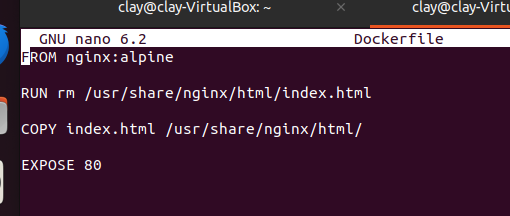 clay@clay-VirtualBox: ~
×
clay@clay-Virtu
GNU nano 6.2
Dockerfile
FROM nginx:alpine
RUN rm /usr/share/nginx/html/index.html
COPY index.html /usr/share/nginx/html/
EXPOSE 80